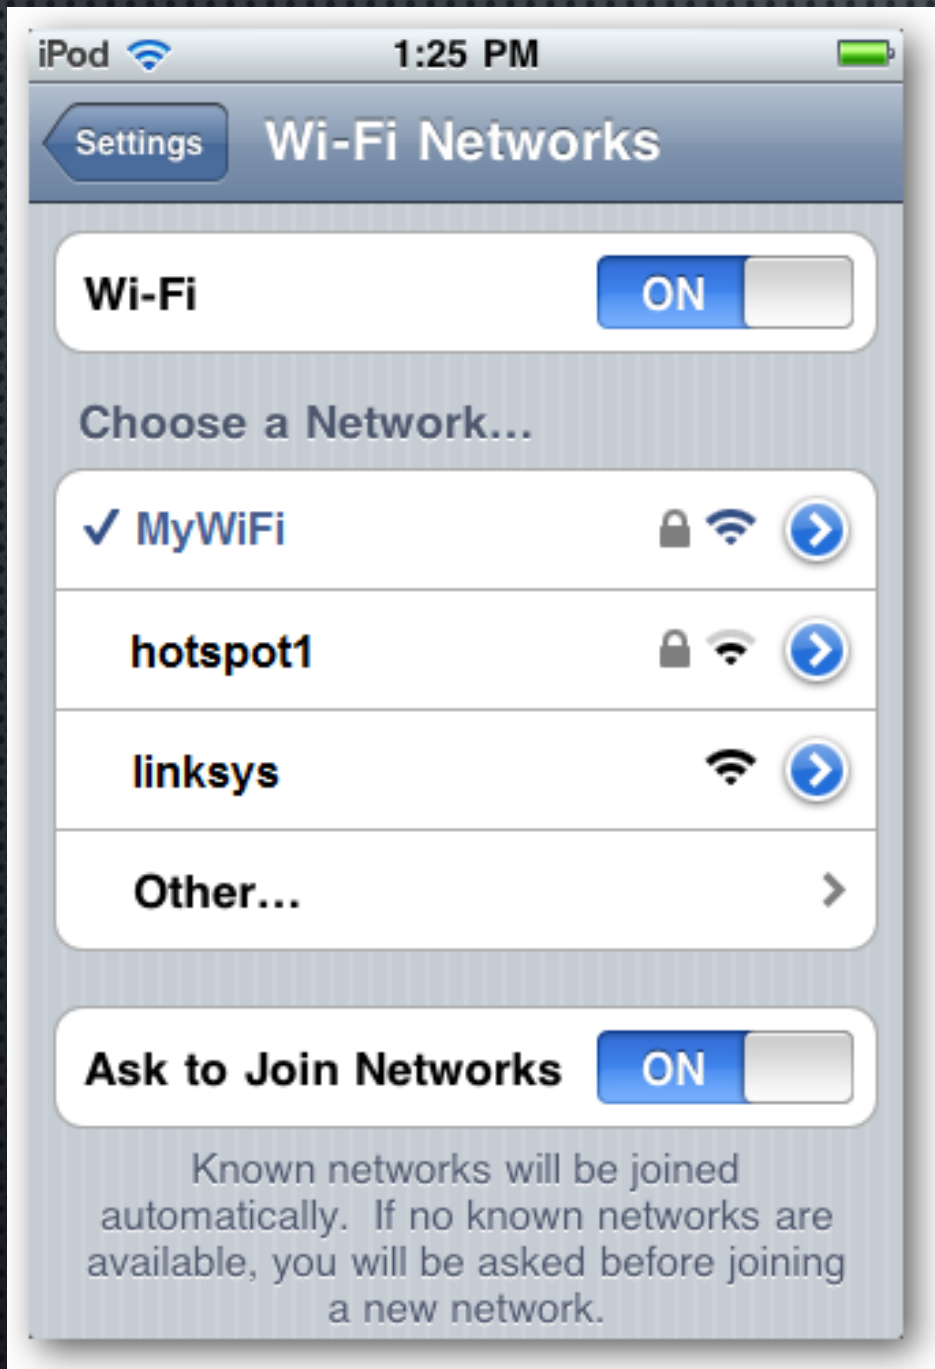 iPod 1:25 PM
Settings Wi-Fi Networks
Wi-Fi ON
Choose a Network...
MyWiFi
hotspot1
linksys
Other...
Ask to Join Networks ON
Known networks will be joined
automatically.  If no known networks are
available, you will be asked before joining
a new network.